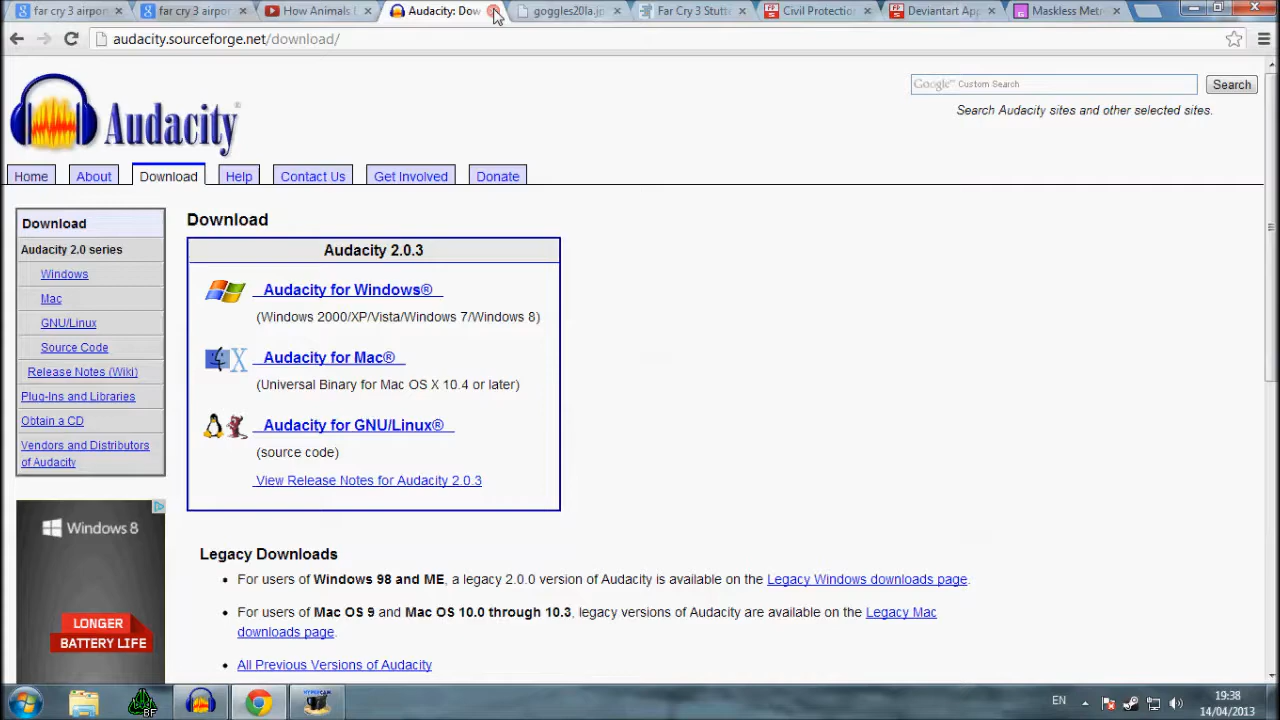 far cry 3 airpor
far cry 3 airpor
How Animals
Audacity: Dow
goggles20la.jp
Far Cry 3 Stutt
Civil Protectio
Deviantart App
Maskless Me
audacity.sourceforge.net/download/
Audacity®
Google™ Custom Search
Search
Search Audacity sites and other selected sites.
Home
About
Download
Help
Contact Us
Get Involved
Donate
Download
Audacity 2.0 series
Windows
Mac
GNU/Linux
Source Code
Release Notes (Wiki)
Plug-Ins and Libraries
Obtain a CD
Vendors and Distributors
of Audacity
Windows 8
LONGER
BATTERY LIFE
Download
Audacity 2.0.3
Audacity for Windows®
(Windows 2000/XP/Vista/Windows 7/Windows 8)
Audacity for Mac®
(Universal Binary for Mac OS X 10.4 or later)
Audacity for GNU/Linux®
(source code)
View Release Notes for Audacity 2.0.3
Legacy Downloads
For users of Windows 98 and ME, a legacy 2.0.0 version of Audacity is available on the Legacy Windows downloads page.
For users of Mac OS 9 and Mac OS 10.0 through 10.3, legacy versions of Audacity are available on the Legacy Mac
downloads page.
All Previous Versions of Audacity
BF
HYPERCAM
EN
19:38
14/04/2013